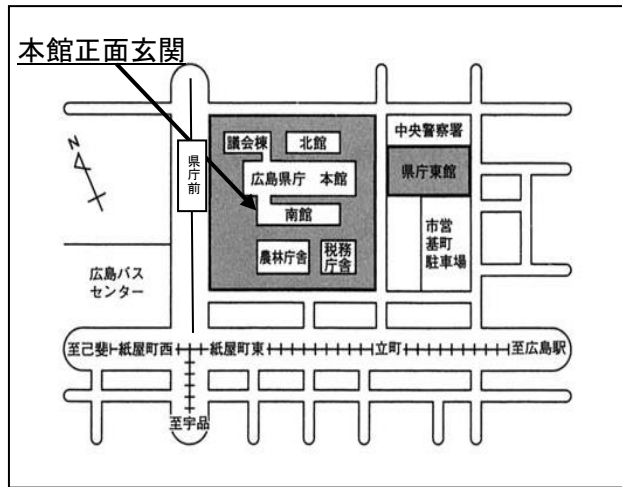 本館正面玄関
N
県庁前
議会棟
北館
広島県庁 本館
南館
農林庁舎
税務
庁舎
中央警察署
県庁東館
市営
基町
駐車場
広島バス
センター
至己斐
紙屋町西
紙屋町東
立町
至広島駅
至宇品